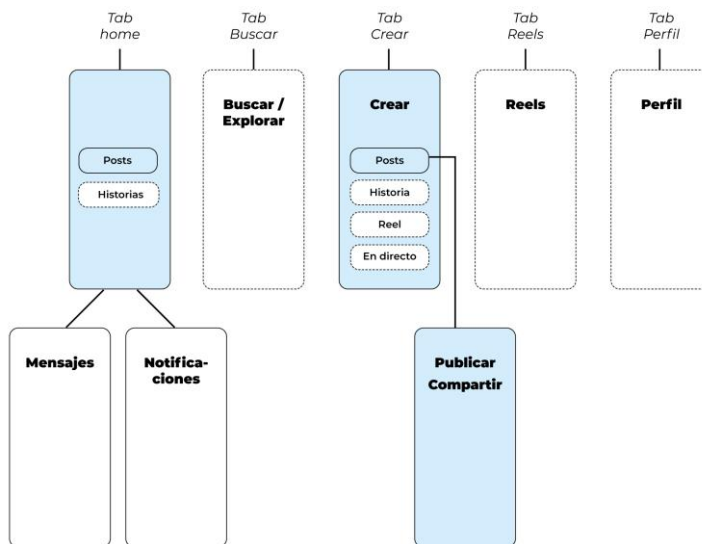 Tab
home
Tab
Buscar
Tab
Crear
Tab
Reels
Tab
Perfil
Posts
Historias
Buscar /
Explorar
Crear
Posts
Historia
Reel
En directo
Reels
Perfil
Mensajes
Notifica-
ciones
Publicar
Compartir